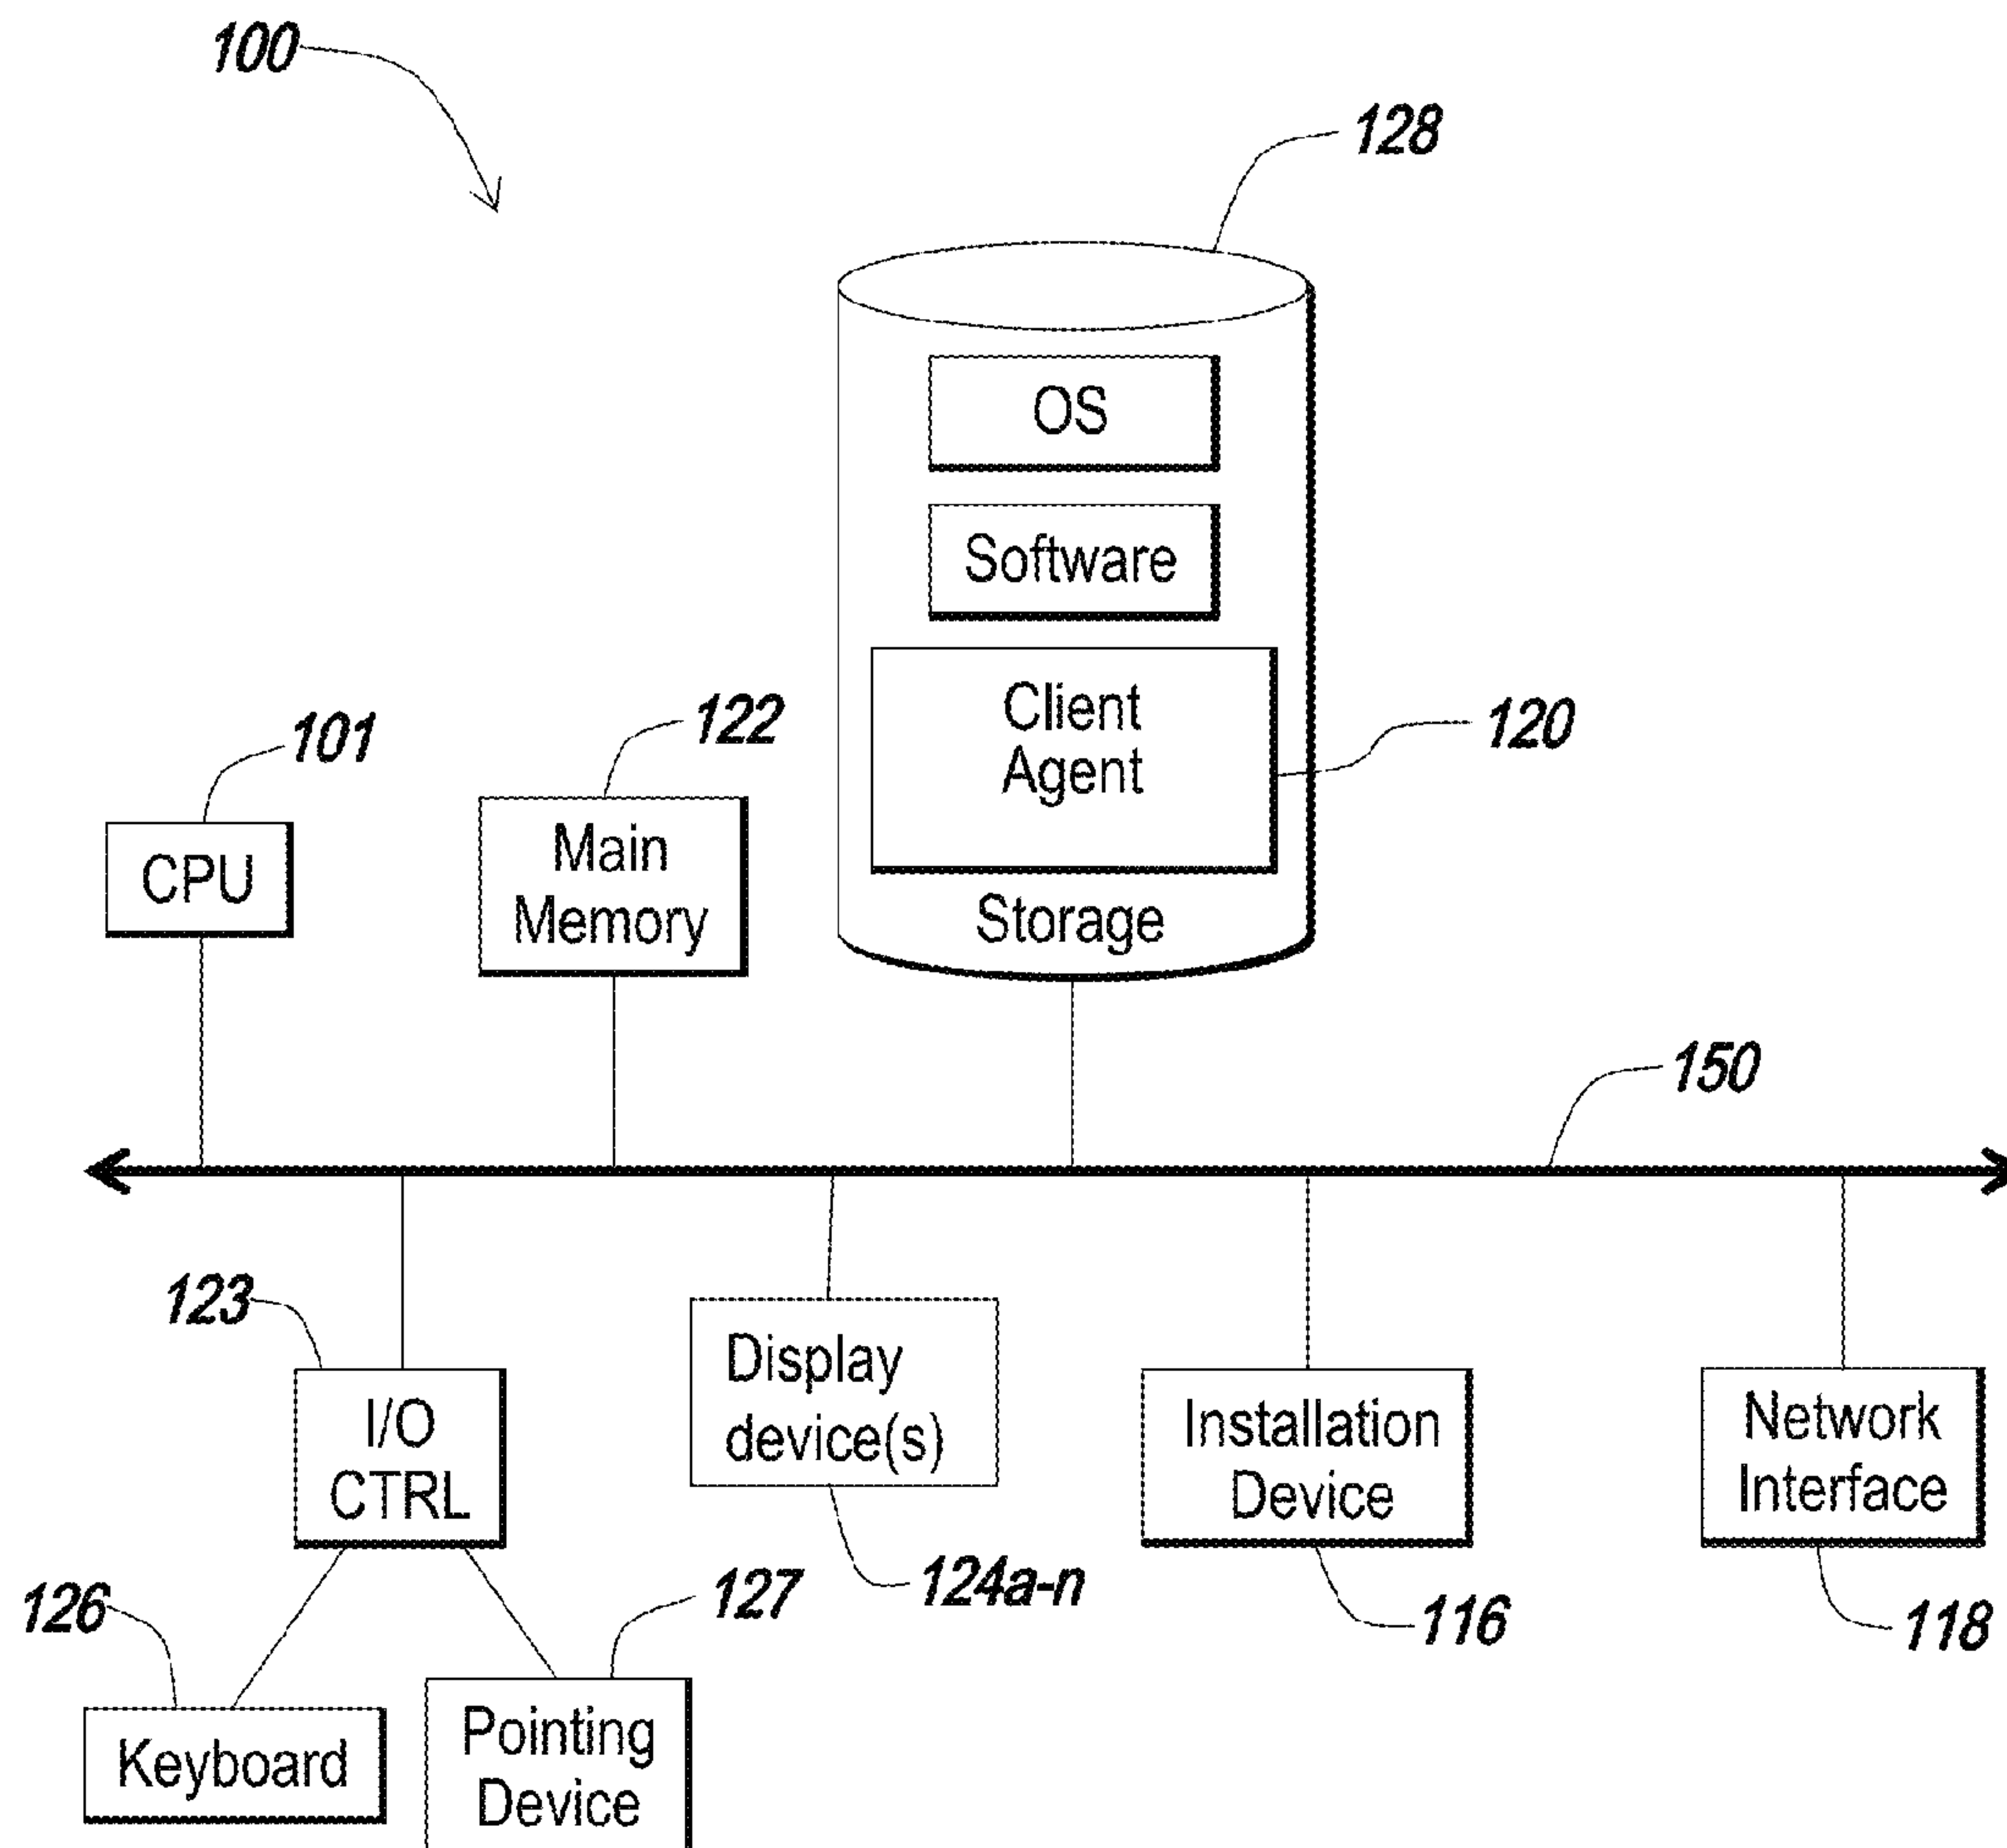 100
128
OS
Software
Client
Agent
120
Storage
101
CPU
122
Main
Memory
150
123
I/O
CTRL
Display
device(s)
124a-n
Installation
Device
116
Network
Interface
118
126
Keyboard
127
Pointing
Device